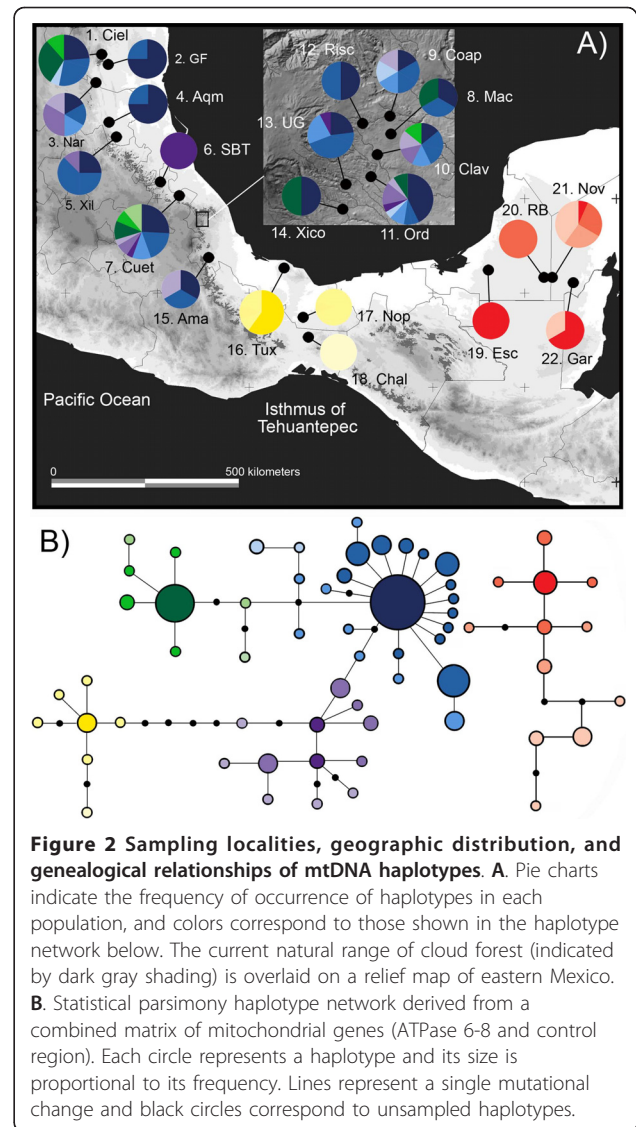 A)
1. Ciel
2. GF
3. Nar
4. Aqm
5. Xil
6. SBT
7. Cuet
12. Risc
9. Coap
8. Mac
13. UG
10. Clav
14. Xico
11. Ord
15. Ama
16. Tux
17. Nop
18. Chal
21. Nov
20. RB
19. Esc
22. Gar
Pacific Ocean
Isthmus of
Tehuantepec
0 500 kilometers
B)
Figure 2 Sampling localities, geographic distribution, and
genealogical relationships of mtDNA haplotypes. A. Pie charts
indicate the frequency of occurrence of haplotypes in each
population, and colors correspond to those shown in the haplotype
network below. The current natural range of cloud forest (indicated
by dark gray shading) is overlaid on a relief map of eastern Mexico.
B. Statistical parsimony haplotype network derived from a
combined matrix of mitochondrial genes (ATPase 6-8 and control
region). Each circle represents a haplotype and its size is
proportional to its frequency. Lines represent a single mutational
change and black circles correspond to unsampled haplotypes.